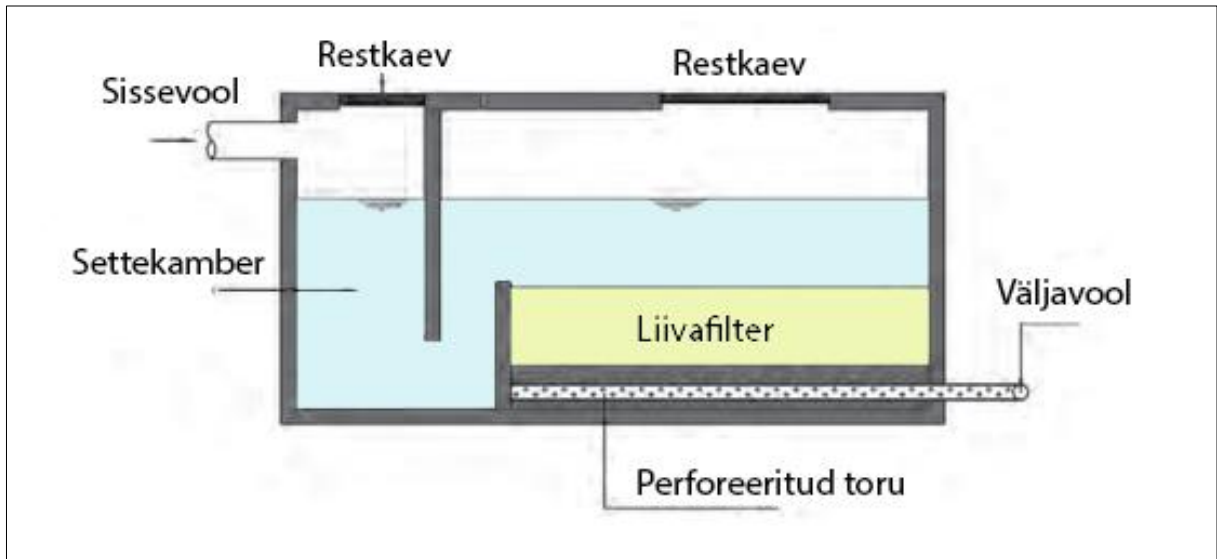 Restkaev
Restkaev
Sissevool
Settekamber
Väljavool
Liivafilter
Perforeeritud toru